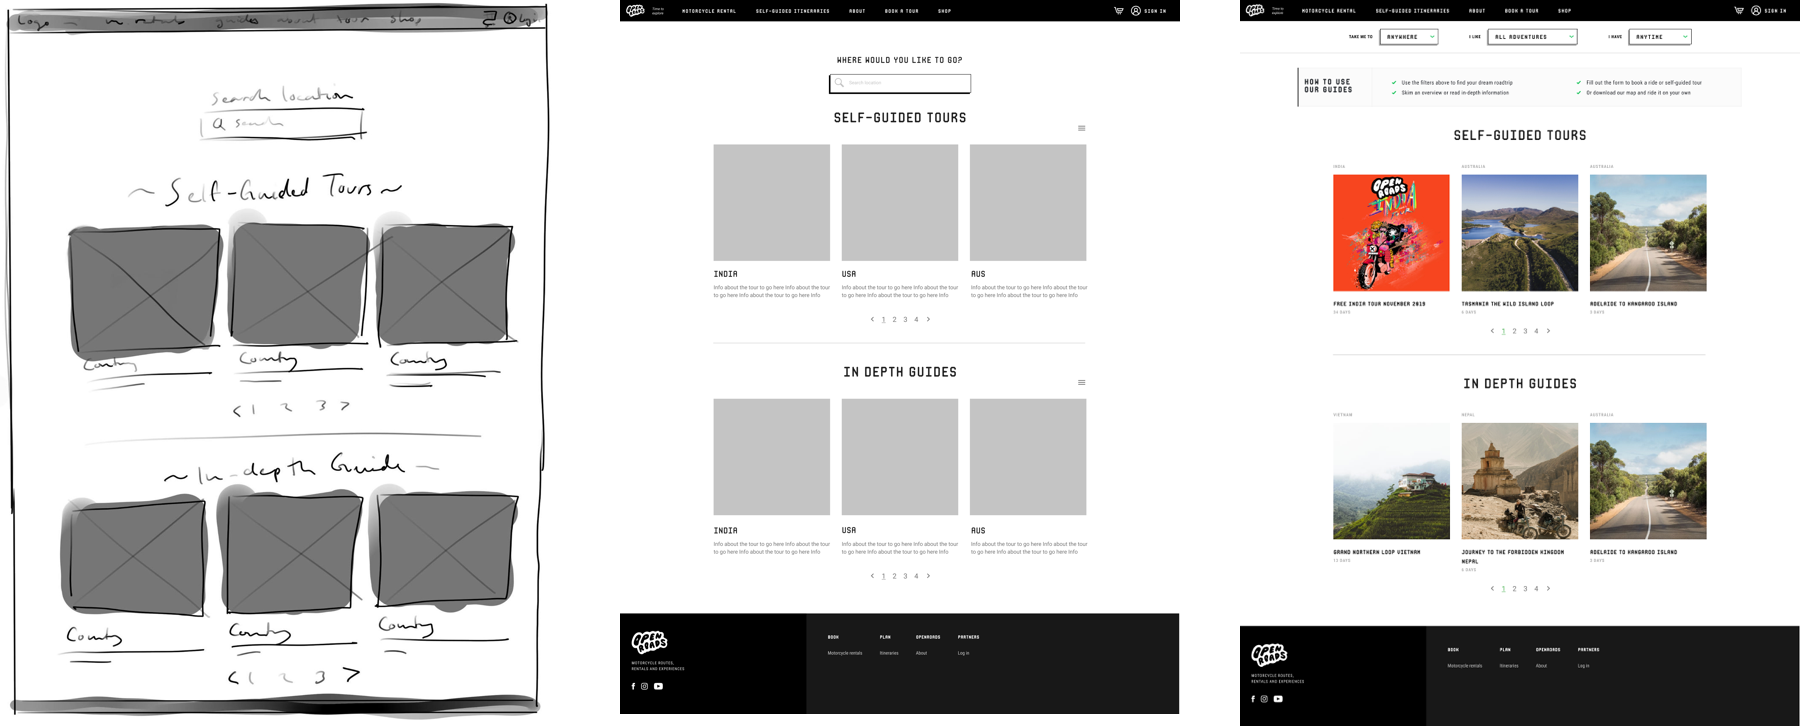 Logo guides about Tour Shop
search location
search
~ Self-Guided Tours ~
Country Country Country
< 1 2 3 >
~ In-depth Guide -
Country Country Country
< 1 2 3 >
OPEN ROADS Time to explore MOTORCYCLE RENTAL SELF-GUIDED ITINERARIES ABOUT BOOK A TOUR SHOP SIGN IN
WHERE WOULD YOU LIKE TO GO?
Search location
SELF-GUIDED TOURS
INDIA USA AUS
Info about the tour to go here Info about the tour Info about the tour to go here Info about the tour Info about the tour to go here Info about the tour
to go here Info about the tour to go here Info to go here Info about the tour to go here Info to go here Info about the tour to go here Info
< 1 2 3 4 >
IN DEPTH GUIDES
INDIA USA AUS
Info about the tour to go here Info about the tour Info about the tour to go here Info about the tour Info about the tour to go here Info about the tour
to go here Info about the tour to go here Info to go here Info about the tour to go here Info to go here Info about the tour to go here Info
< 1 2 3 4 >
OPEN ROADS
MOTORCYCLE ROUTES,
RENTALS AND EXPERIENCES
BOOK PLAN OPENROADS PARTNERS
Motorcycle rentals Itineraries About Log in
OPEN ROADS Time to explore MOTORCYCLE RENTAL SELF-GUIDED ITINERARIES ABOUT BOOK A TOUR SHOP SIGN IN
TAKE ME TO ANYWHERE I LIKE ALL ADVENTURES I HAVE ANYTIME
HOW TO USE
OUR GUIDES
Use the filters above to find your dream roadtrip Fill out the form to book a ride or self-guided tour
Skim an overview or read in-depth information Or download our map and ride it on your own
SELF-GUIDED TOURS
INDIA AUSTRALIA AUSTRALIA
OPEN ROADS
INDIA
FREE INDIA TOUR NOVEMBER 2019 TASMANIA THE WILD ISLAND LOOP ADELAIDE TO KANGAROO ISLAND
< 1 2 3 4 >
IN DEPTH GUIDES
VIETNAM NEPAL AUSTRALIA
GRAND NORTHERN LOOP VIETNAM JOURNEY TO THE FORBIDDEN KINGDOM ADELAIDE TO KANGAROO ISLAND
NEPAL
< 1 2 3 4 >
OPEN ROADS
MOTORCYCLE ROUTES,
RENTALS AND EXPERIENCES
BOOK PLAN OPENROADS PARTNERS
Motorcycle rentals Itineraries About Log in